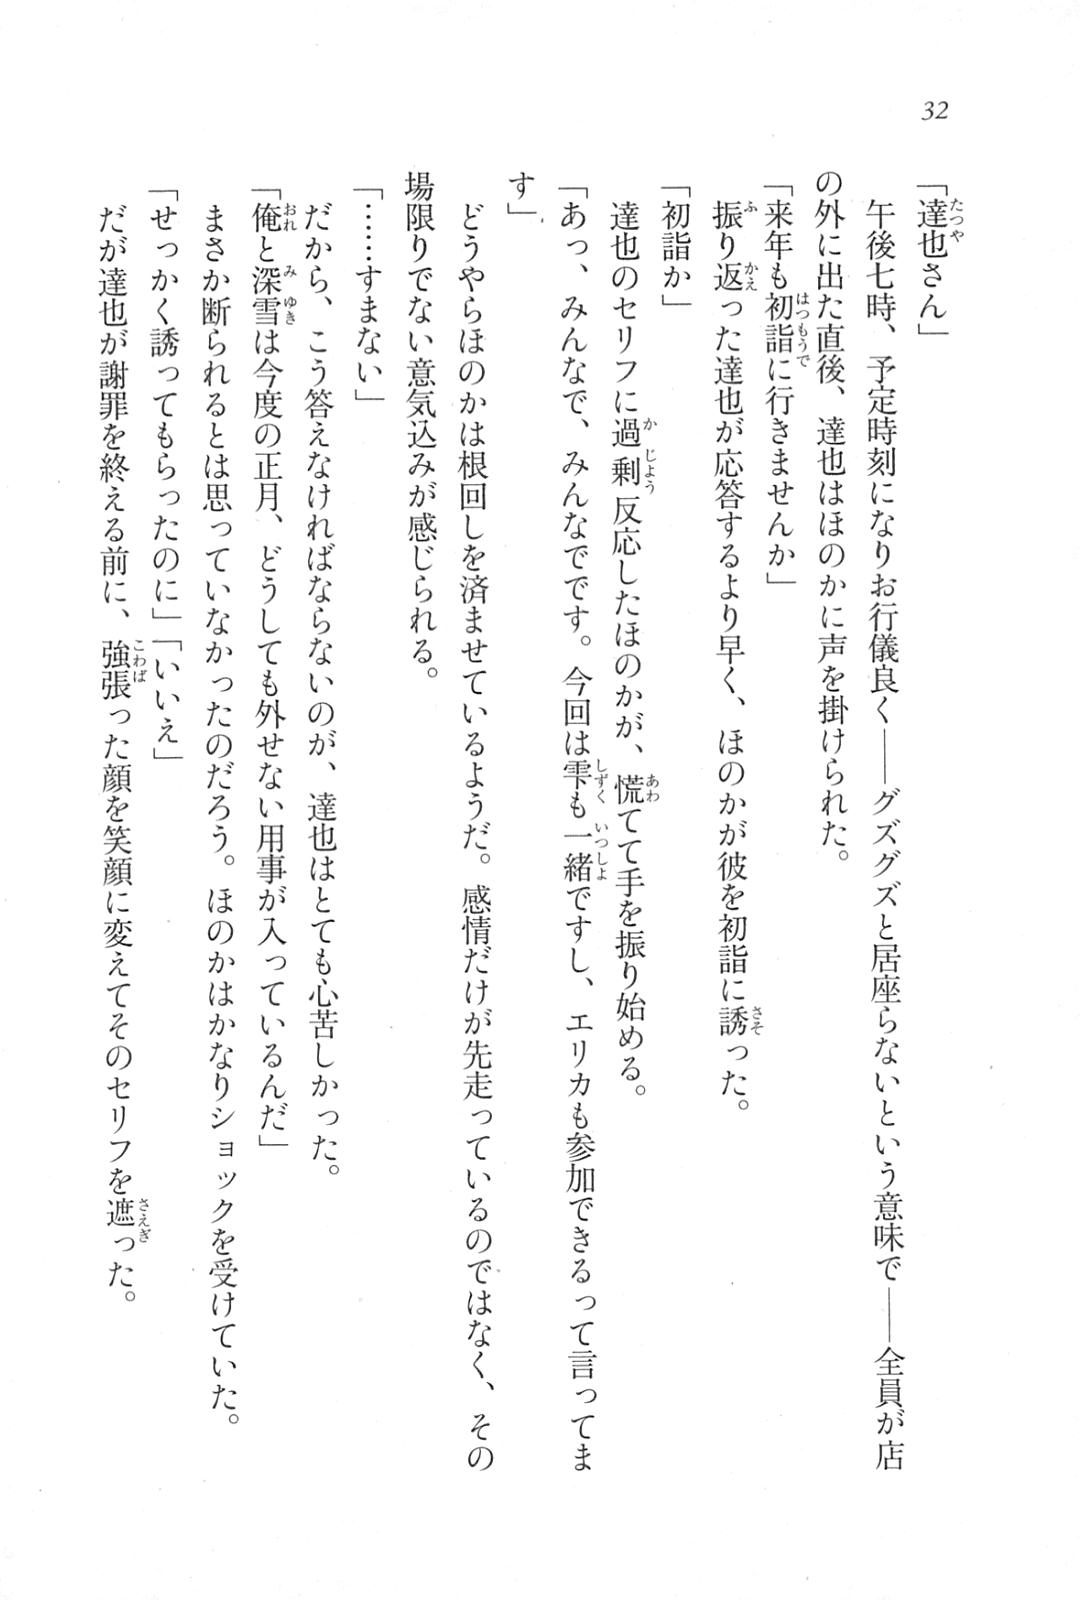 32
「達也さん」
午後七時、予定時刻になりお行儀良く――グズグズと居座らないという意味で――全員が店
の外に出た直後、達也はほのかに声を掛けられた。
「来年も初詣に行きませんか」
振り返った達也が応答するより早く、ほのかが彼を初詣に誘った。
「初詣か」
達也のセリフに過剰反応したほのかが、慌てて手を振り始める。
「あっ、みんなで、みんなでです。今回は雫も一緒ですし、エリカも参加できるって言ってま
す」
どうやらほのかは根回しを済ませているようだ。感情だけが先走っているのではなく、その
場限りでない意気込みが感じられる。
「……すまない」
だから、こう答えなければならないのが、達也はとても心苦しかった。
「俺と深雪は今度の正月、どうしても外せない用事が入っているんだ」
まさか断られるとは思っていなかったのだろう。ほのかはかなりショックを受けていた。
「せっかく誘ってもらったのに」「いいえ」
だが達也が謝罪を終える前に、強張った顔を笑顔に変えてそのセリフを遮った。